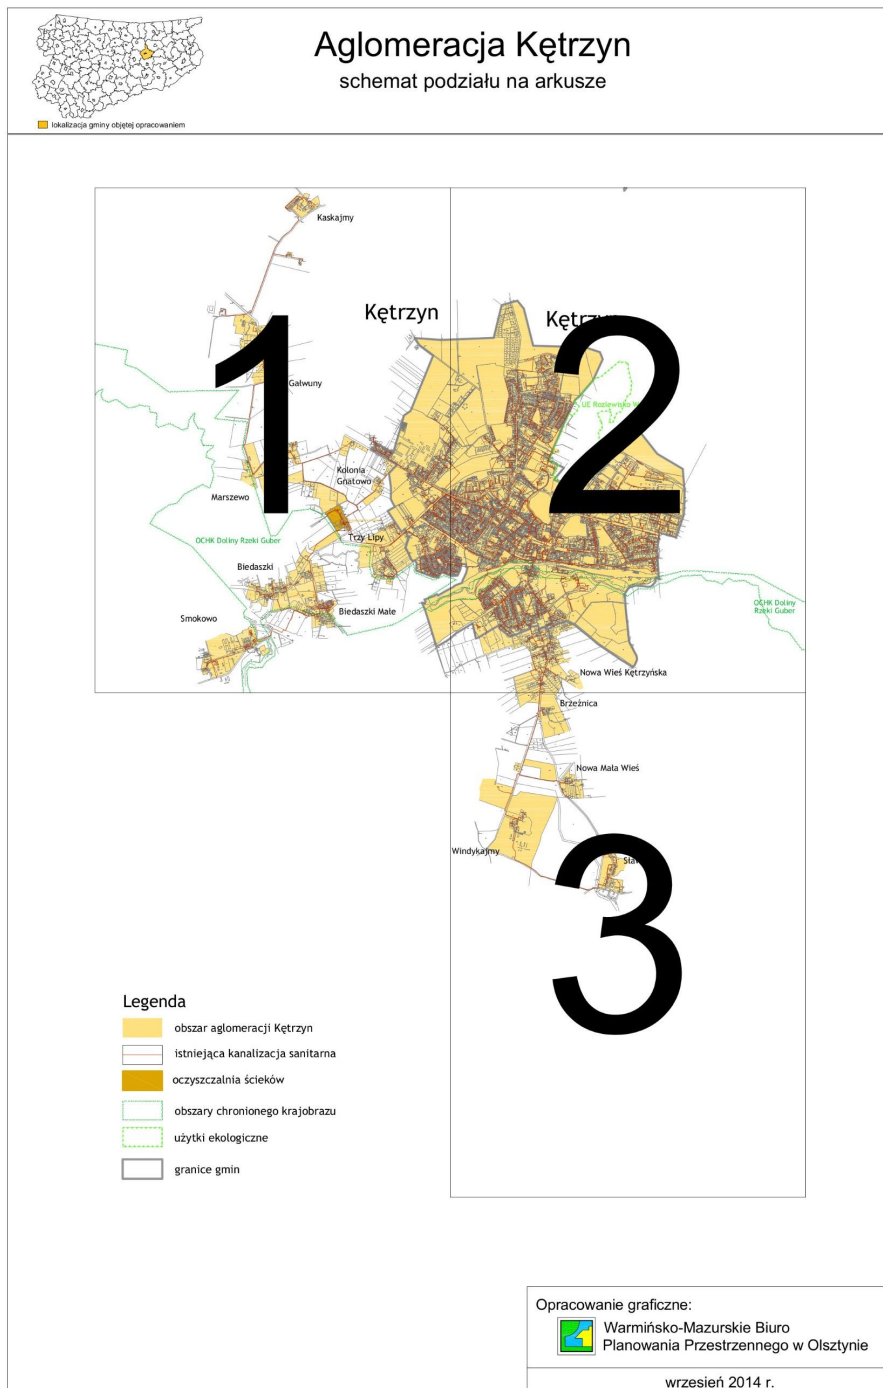 Aglomeracja Kętrzyn
schemat podziału na arkusze
lokalizacja gminy objętej opracowaniem
Kaskajmy
Kętrzyn
Kętrzyn
1
2
Gałwuny
UE Rozlewisko
Kolonia
Gnatowo
Marszewo
Trzy Lipy
OCHK Doliny Rzeki Guber
Biedaszki
Biedaszki Małe
Smokowo
OCHK Doliny
Rzeki Guber
Nowa Wieś Kętrzyńska
Brzeźnica
Nowa Mała Wieś
Windykajmy
3
Legenda
obszar aglomeracji Kętrzyn
istniejąca kanalizacja sanitarna
oczyszczalnia ścieków
obszary chronionego krajobrazu
użytki ekologiczne
granice gmin
Opracowanie graficzne:
Warmińsko-Mazurskie Biuro
Planowania Przestrzennego w Olsztynie
wrzesień 2014 r.